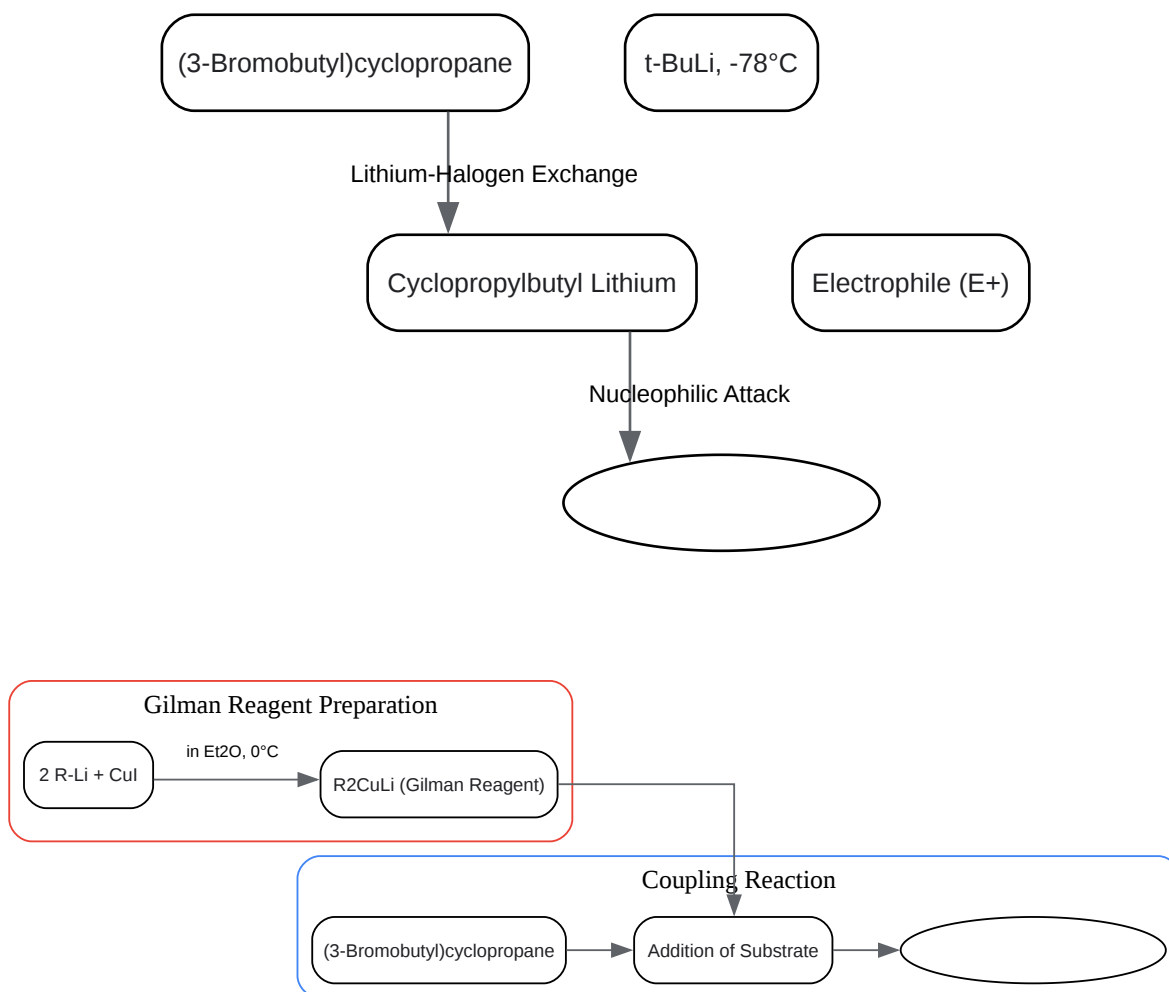 (3-Bromobutyl)cyclopropane
t-BuLi, -78°C
Lithium-Halogen Exchange
Cyclopropylbutyl Lithium
Electrophile (E+)
Nucleophilic Attack
Gilman Reagent Preparation
2 R-Li + CuI
in Et2O, 0°C
R2CuLi (Gilman Reagent)
Coupling Reaction
(3-Bromobutyl)cyclopropane
Addition of Substrate